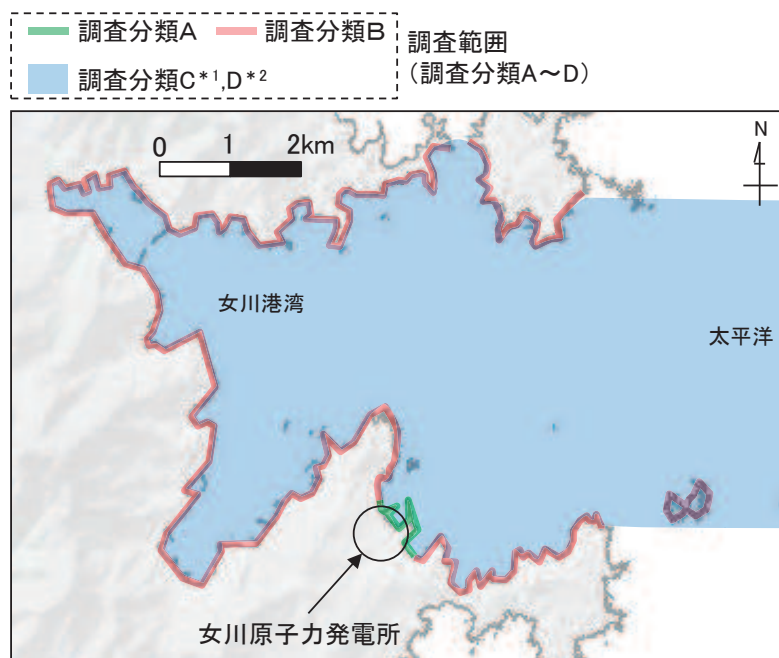 調査分類A 調査分類B
調査分類C*1,D*2
調査範囲
(調査分類A～D)
0 1 2km
N
女川港湾
太平洋
女川原子力発電所